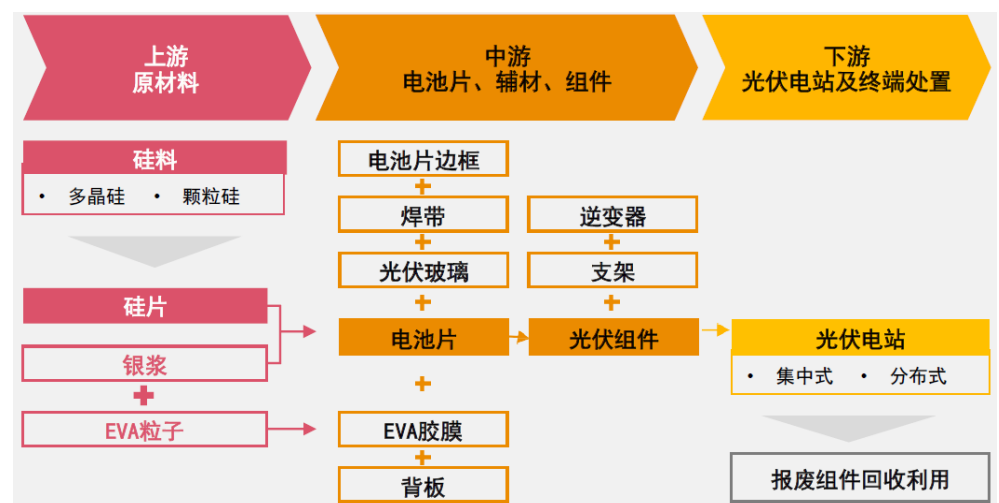 上游
原材料
中游
电池片、辅材、组件
下游
光伏电站及终端处置
硅料
• 多晶硅 • 颗粒硅
硅片
银浆
EVA粒子
电池片边框
焊带
光伏玻璃
电池片
EVA胶膜
背板
逆变器
支架
光伏组件
光伏电站
• 集中式 • 分布式
报废组件回收利用